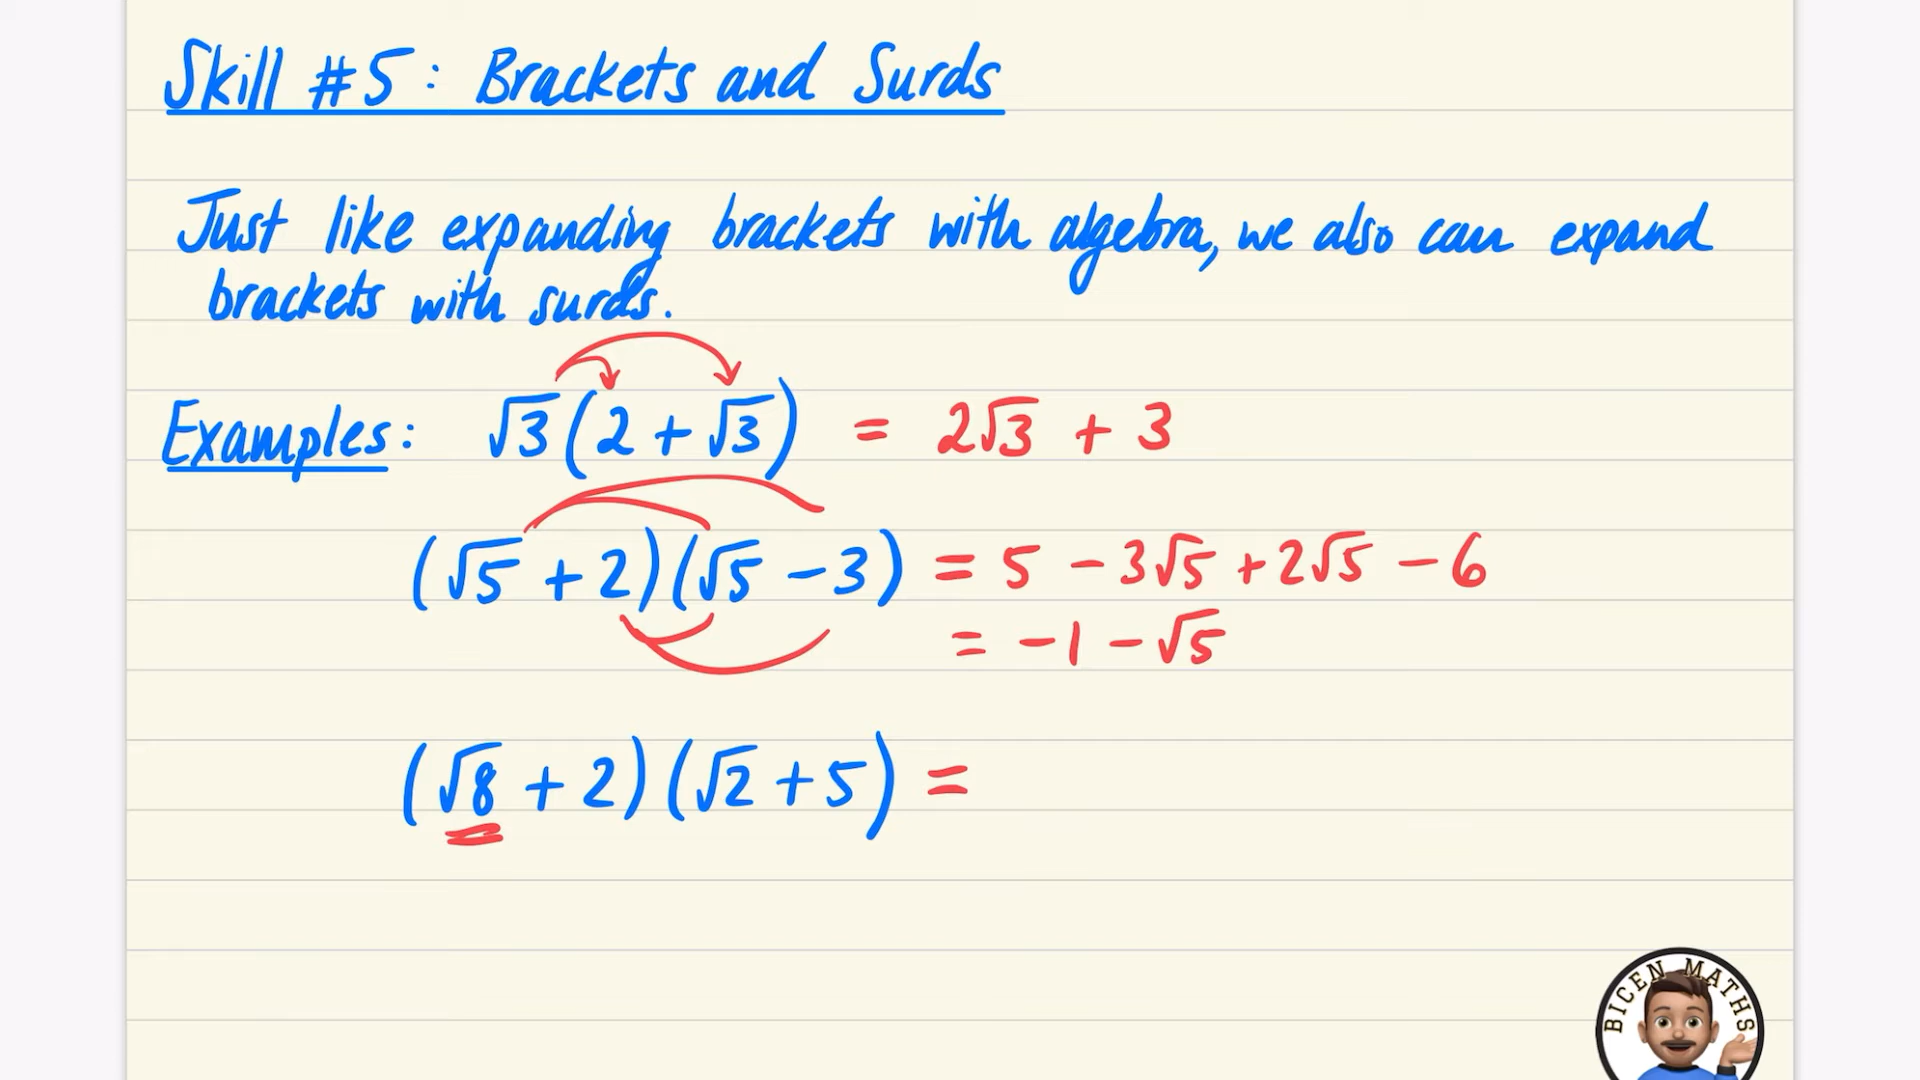 Skill #5: Brackets and Surds
Just like expanding brackets with algebra, we also can expand
brackets with surds.
Examples: √3(2 + √3) = 2√3 + 3
(√5 + 2)(√5 − 3) = 5 − 3√5 + 2√5 − 6
= −1 − √5
(√8 + 2)(√2 + 5) =
BICEN MATHS